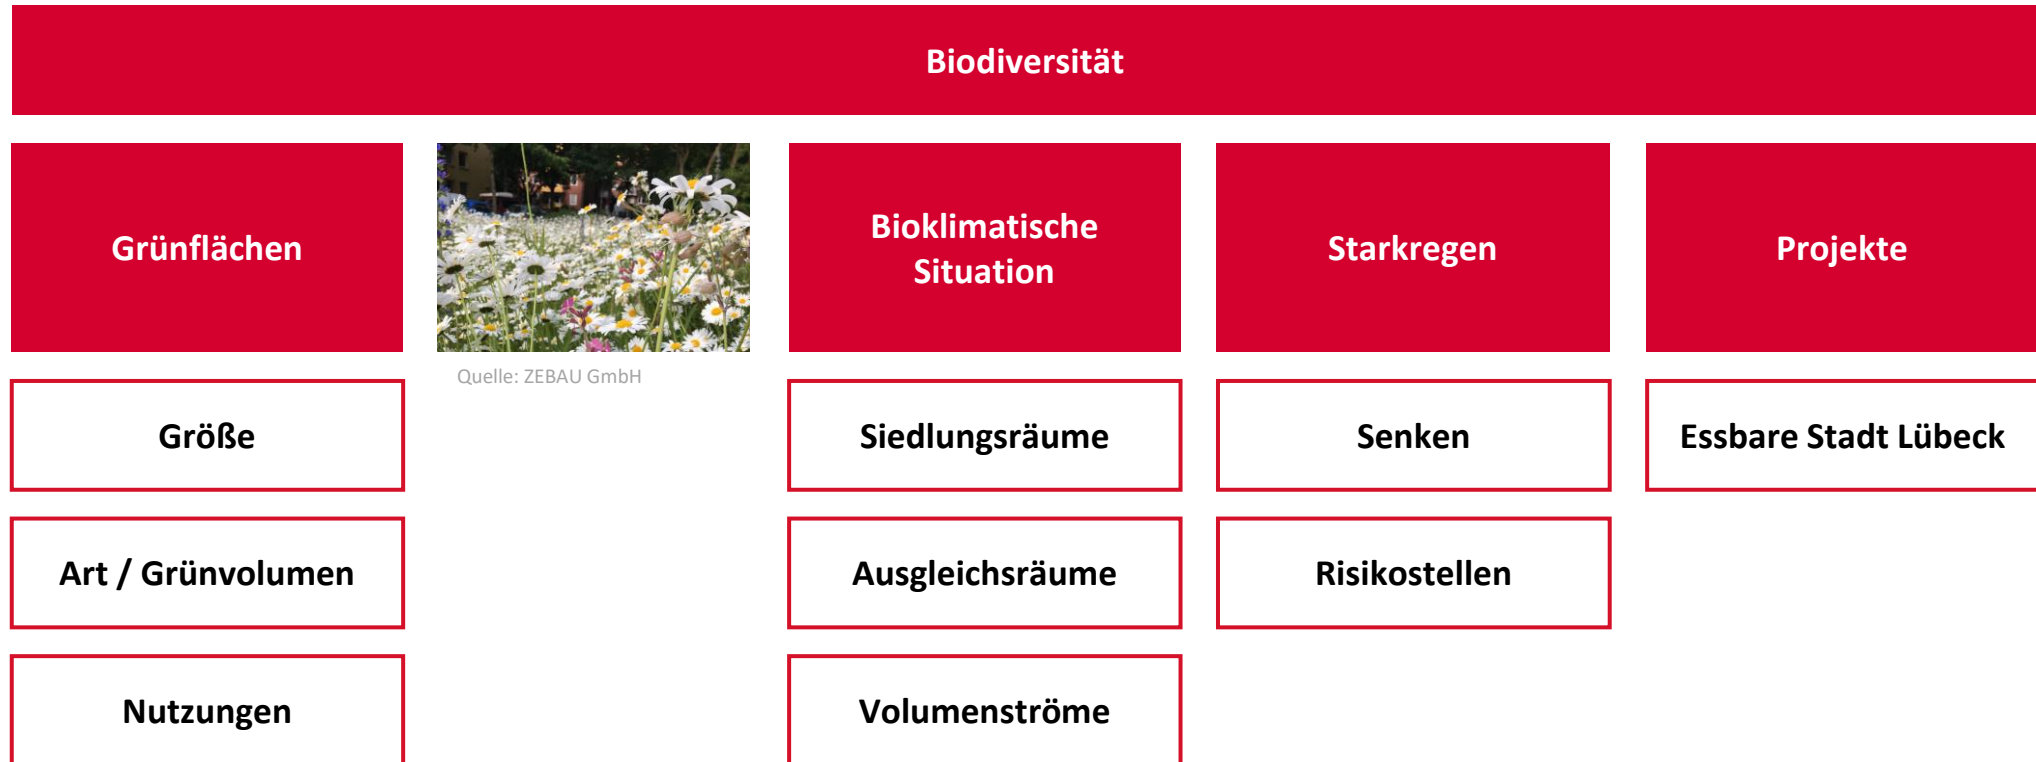 Biodiversität
Grünflächen
Bioklimatische
Situation
Starkregen
Projekte
Quelle: ZEBAU GmbH
Größe
Siedlungsräume
Senken
Essbare Stadt Lübeck
Art / Grünvolumen
Ausgleichsräume
Risikostellen
Nutzungen
Volumenströme